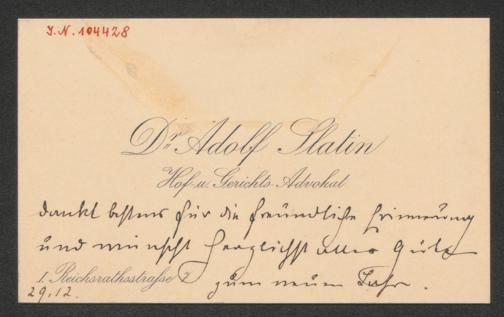 I.N. 104428
Dr. Adolf Slatin
Hof- u. Gerichts-Advokat
dankt bestens für die freundliche Erinnerung
und wünscht herzlichst alles Gute
1. Reichsrathsstrasse 7
zum neuen Jahr.
29.12.